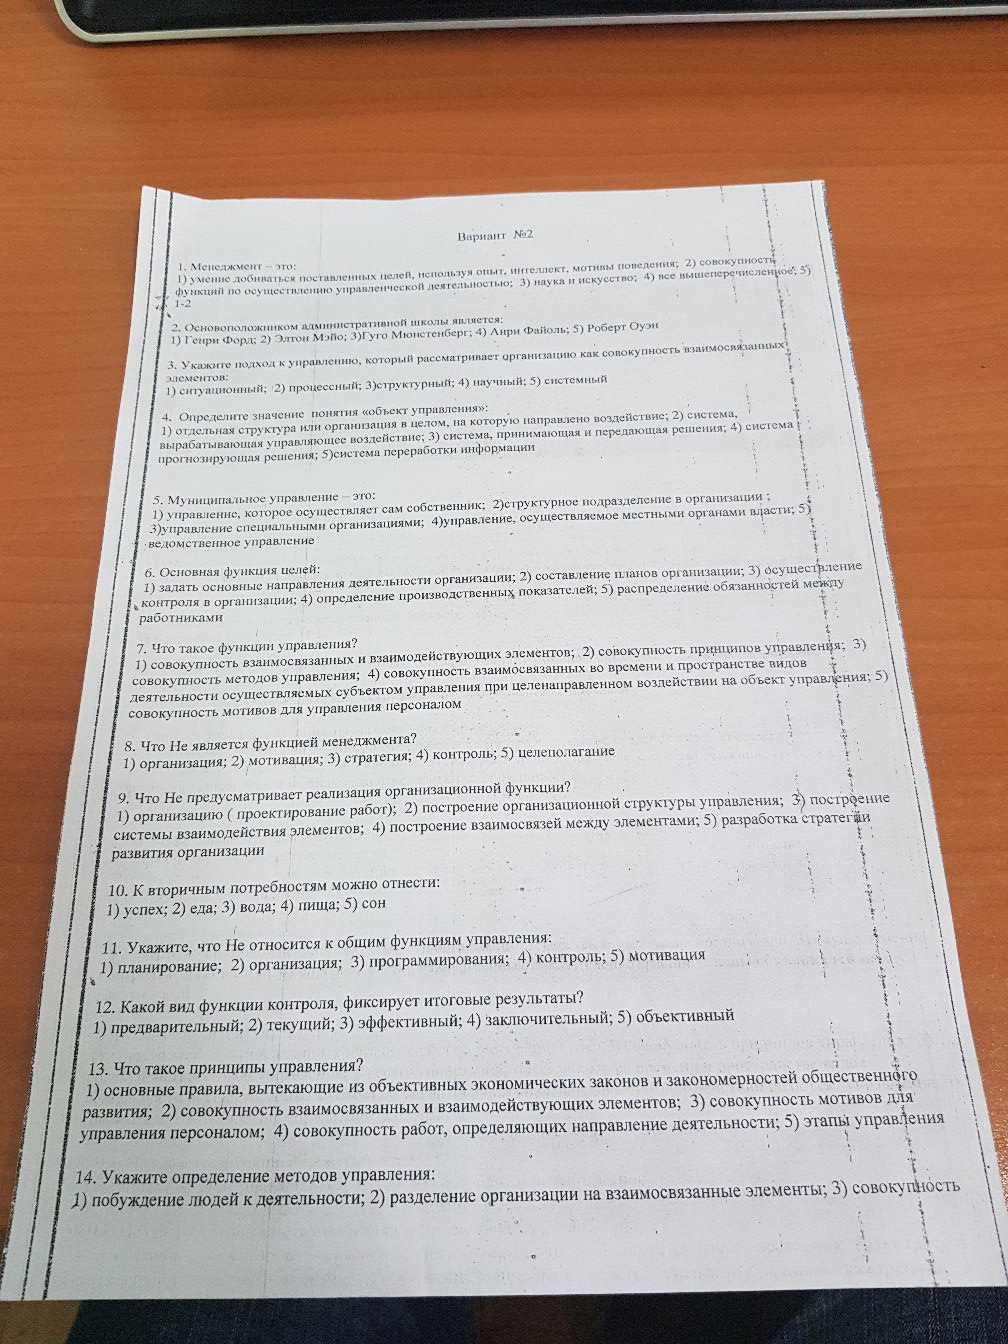 Вариант №2
1. Менеджмент – это:
1) умение добиваться поставленных целей, используя опыт, интеллект, мотивы поведения; 2) совокупность
функций по осуществлению управленческой деятельностью; 3) наука и искусство; 4) все вышеперечисленное; 5)
1-2
2. Основоположником административной школы является:
1) Генри Форд; 2) Элтон Мэйо; 3)Гуго Мюнстенберг; 4) Анри Файоль; 5) Роберт Оуэн
3. Укажите подход к управлению, который рассматривает организацию как совокупность взаимосвязанных
элементов:
1) ситуационный; 2) процессный; 3)структурный; 4) научный; 5) системный
4. Определите значение понятия «объект управления»:
1) отдельная структура или организация в целом, на которую направлено воздействие; 2) система,
вырабатывающая управляющее воздействие; 3) система, принимающая и передающая решения; 4) система
прогнозирующая решения; 5)система переработки информации
5. Муниципальное управление – это:
1) управление, которое осуществляет сам собственник; 2)структурное подразделение в организации ;
3)управление специальными организациями; 4)управление, осуществляемое местными органами власти; 5)
ведомственное управление
6. Основная функция целей:
1) задать основные направления деятельности организации; 2) составление планов организации; 3) осуществление
контроля в организации; 4) определение производственных показателей; 5) распределение обязанностей между
работниками
7. Что такое функции управления?
1) совокупность взаимосвязанных и взаимодействующих элементов; 2) совокупность принципов управления; 3)
совокупность методов управления; 4) совокупность взаимосвязанных во времени и пространстве видов
деятельности осуществляемых субъектом управления при целенаправленном воздействии на объект управления; 5)
совокупность мотивов для управления персоналом
8. Что Не является функцией менеджмента?
1) организация; 2) мотивация; 3) стратегия; 4) контроль; 5) целеполагание
9. Что Не предусматривает реализация организационной функции?
1) организацию ( проектирование работ); 2) построение организационной структуры управления; 3) построение
системы взаимодействия элементов; 4) построение взаимосвязей между элементами; 5) разработка стратегии
развития организации
10. К вторичным потребностям можно отнести:
1) успех; 2) еда; 3) вода; 4) пища; 5) сон
11. Укажите, что Не относится к общим функциям управления:
1) планирование; 2) организация; 3) программирования; 4) контроль; 5) мотивация
12. Какой вид функции контроля, фиксирует итоговые результаты?
1) предварительный; 2) текущий; 3) эффективный; 4) заключительный; 5) объективный
13. Что такое принципы управления?
1) основные правила, вытекающие из объективных экономических законов и закономерностей общественного
развития; 2) совокупность взаимосвязанных и взаимодействующих элементов; 3) совокупность мотивов для
управления персоналом; 4) совокупность работ, определяющих направление деятельности; 5) этапы управления
14. Укажите определение методов управления:
1) побуждение людей к деятельности; 2) разделение организации на взаимосвязанные элементы; 3) совокупность